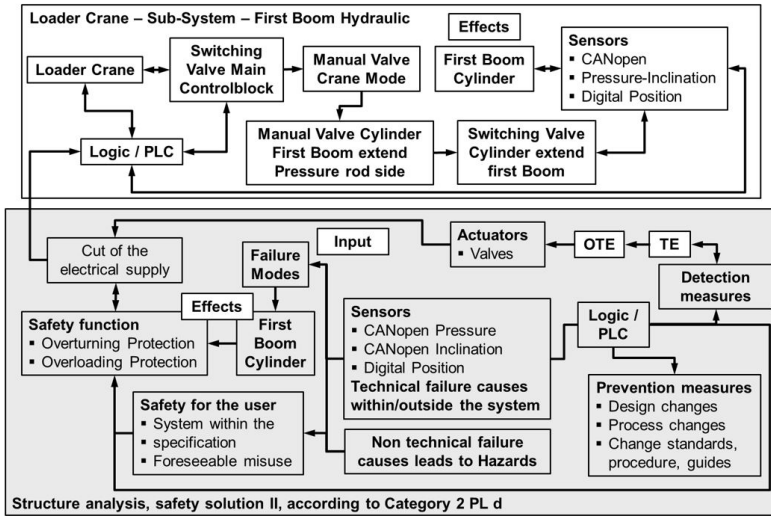 Loader Crane – Sub-System – First Boom Hydraulic
Effects
Loader Crane
Switching
Valve Main
Controlblock
Manual Valve
Crane Mode
First Boom
Cylinder
Sensors
▪ CANopen
▪ Pressure-Inclination
▪ Digital Position
Logic / PLC
Manual Valve Cylinder
First Boom extend
Pressure rod side
Switching Valve
Cylinder extend
first Boom
Cut of the
electrical supply
Failure
Modes
Input
Actuators
▪ Valves
OTE
TE
Detection
measures
Effects
Safety function
▪ Overturning Protection
▪ Overloading Protection
First
Boom
Cylinder
Sensors
▪ CANopen Pressure
▪ CANopen Inclination
▪ Digital Position
Technical failure causes
within/outside the system
Logic /
PLC
Safety for the user
▪ System within the
▪ specification
▪ Foreseeable misuse
Non technical failure
causes leads to Hazards
Prevention measures
▪ Design changes
▪ Process changes
▪ Change standards,
procedure, guides
Structure analysis, safety solution II, according to Category 2 PL d